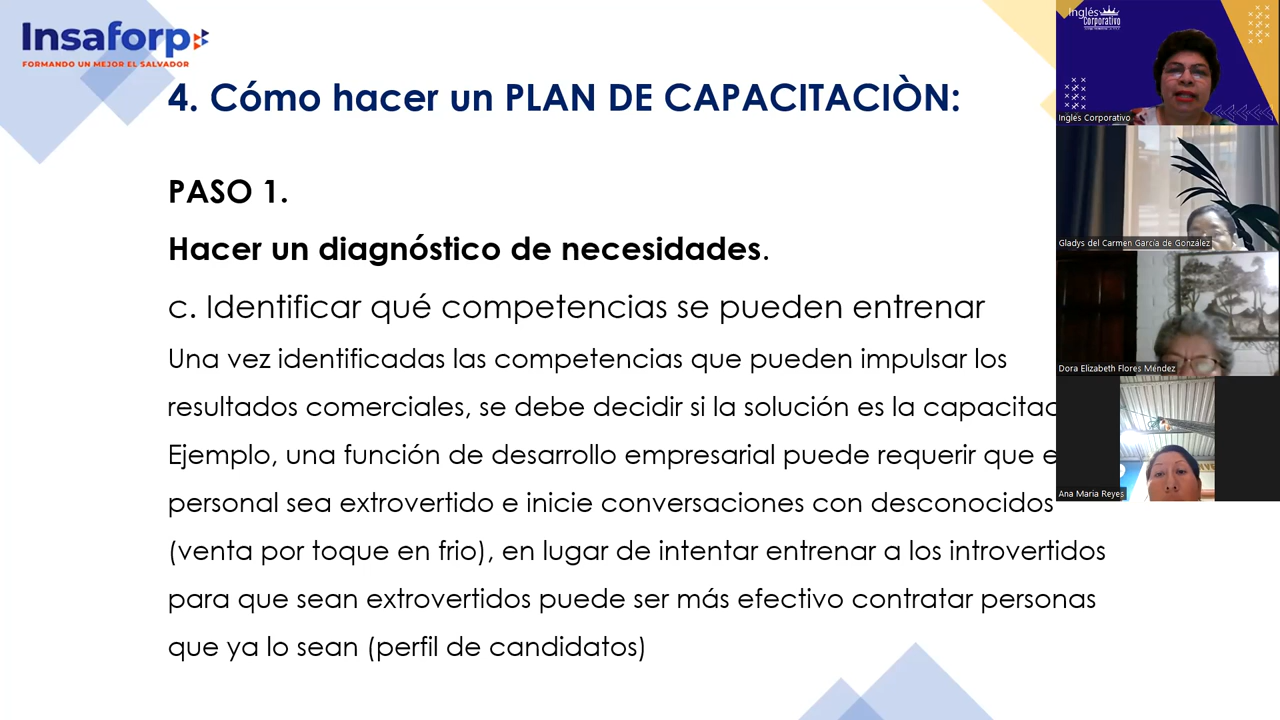 Insaforp
FORMANDO UN MEJOR EL SALVADOR
4. Cómo hacer un PLAN DE CAPACITACIÒN:
PASO 1.
Hacer un diagnóstico de necesidades.
c. Identificar qué competencias se pueden entrenar
Una vez identificadas las competencias que pueden impulsar los
resultados comerciales, se debe decidir si la solución es la capacitac
Ejemplo, una función de desarrollo empresarial puede requerir que e
personal sea extrovertido e inicie conversaciones con desconocidos
(venta por toque en frio), en lugar de intentar entrenar a los introvertidos
para que sean extrovertidos puede ser más efectivo contratar personas
que ya lo sean (perfil de candidatos)
Inglés
Corporativo
Inglés Corporativo
Gladys del Carmen García de González
Dora Elizabeth Flores Méndez
Ana Maria Reyes